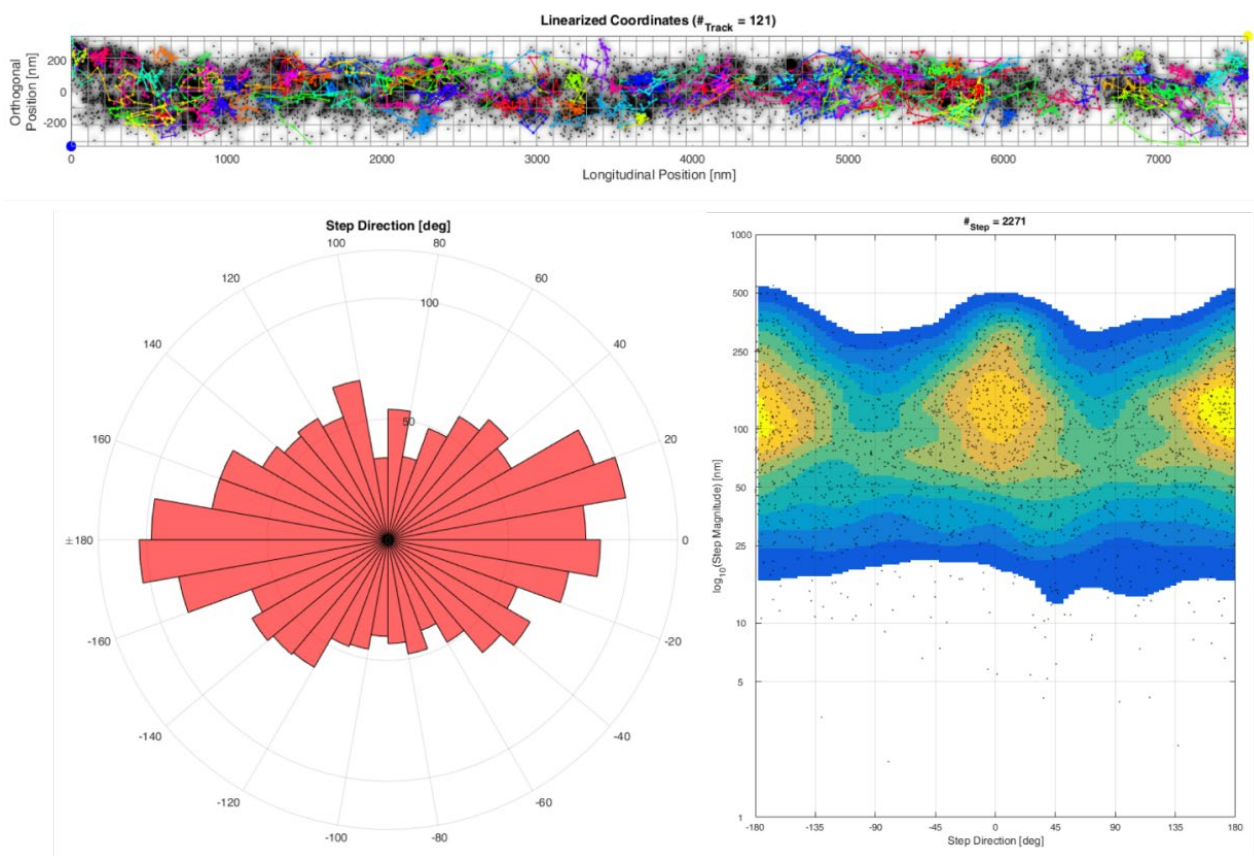 Linearized Coordinates (#Track = 121)
Orthogonal
Position [nm]
200
0
-200
0 1000 2000 3000 4000 5000 6000 7000
Longitudinal Position [nm]
Step Direction [deg]
100 80
120 60
100
140 40
50
160 20
±180 0
-160 -20
-140 -40
-120 -60
-100 -80
#Step = 2271
log10(Step Magnitude) [nm]
1000
500
250
100
50
25
10
5
1
-180 -135 -90 -45 0 45 90 135 180
Step Direction [deg]